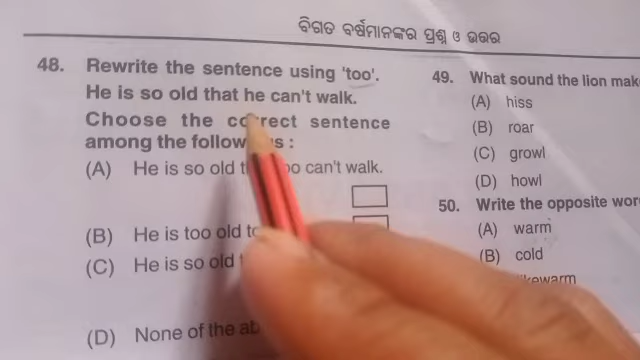 ବିଗତ ବର୍ଷମାନଙ୍କର ପ୍ରଶ୍ନ ଓ ଉତ୍ତର
48. Rewrite the sentence using 'too'.
He is so old that he can't walk.
Choose the correct sentence
among the
(A) He is so old can't walk.
(B) He is too old
(C) He is so old
(D) None of the
49. What sound the lion
(A) hiss
(B) roar
(C) growl
(D) howl
50. Write the opposite
(A) warm
(B) cold